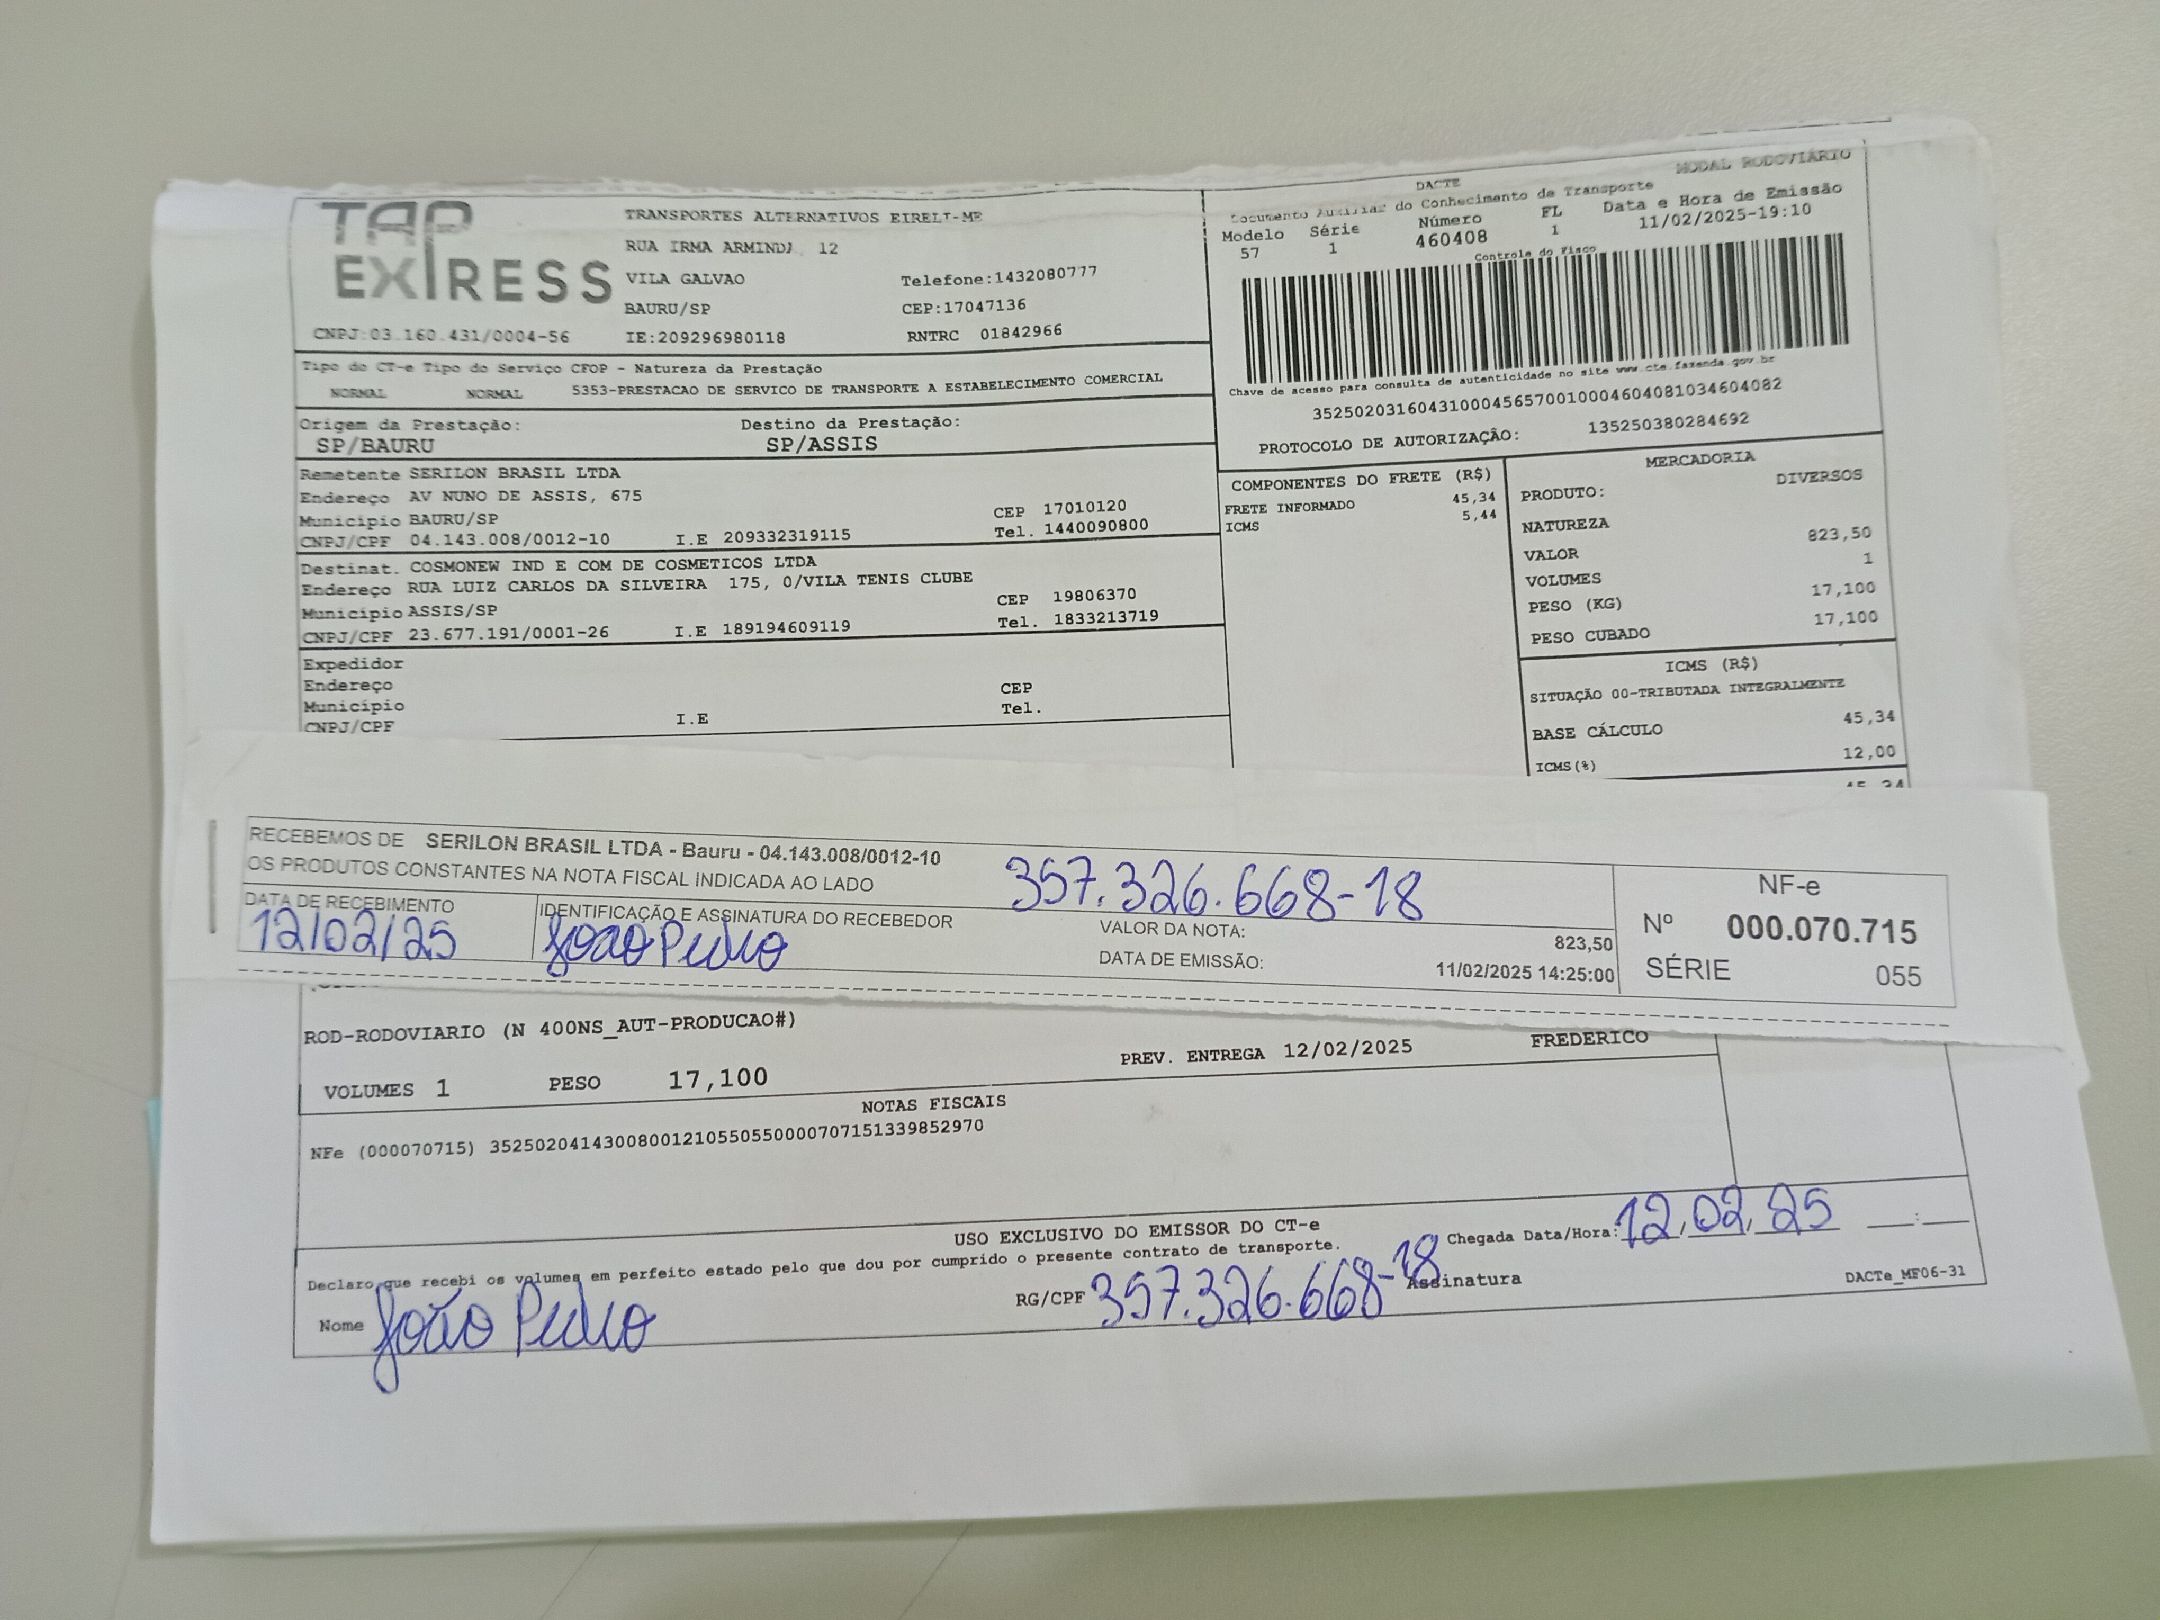 TAP
EXPRESS
CNPJ:03.160.431/0004-56
TRANSPORTES ALTERNATIVOS EIRELI-ME
RUA IRMA ARMINDA, 12
VILA GALVAO
Telefone:1432080777
BAURU/SP
CEP:17047136
IE:209296980118
RNTRC 01842966
MODAL RODOVIÁRIO
DACTE
Documento Auxiliar do Conhecimento de Transporte
Modelo Série Número FL Data e Hora de Emissão
57 1 460408 1 11/02/2025-19:10
Controle do Fisco
Chave de acesso para consulta de autenticidade no site www.cte.fazenda.gov.br
35250203160431000456570010004604081034604082
PROTOCOLO DE AUTORIZAÇÃO: 135250380284692
Tipo do CT-e Tipo do Serviço CFOP - Natureza da Prestação
NORMAL NORMAL 5353-PRESTACAO DE SERVICO DE TRANSPORTE A ESTABELECIMENTO COMERCIAL
Origem da Prestação: Destino da Prestação:
SP/BAURU SP/ASSIS
Remetente SERILON BRASIL LTDA
Endereço AV NUNO DE ASSIS, 675
Município BAURU/SP CEP 17010120
CNPJ/CPF 04.143.008/0012-10 I.E 209332319115 Tel. 1440090800
Destinat. COSMONEW IND E COM DE COSMETICOS LTDA
Endereço RUA LUIZ CARLOS DA SILVEIRA 175, 0/VILA TENIS CLUBE
Município ASSIS/SP CEP 19806370
CNPJ/CPF 23.677.191/0001-26 I.E 189194609119 Tel. 1833213719
Expedidor
Endereço
Município CEP
CNPJ/CPF I.E Tel.
COMPONENTES DO FRETE (R$)
FRETE INFORMADO 45,34
ICMS 5,44
MERCADORIA
PRODUTO: DIVERSOS
NATUREZA
VALOR 823,50
VOLUMES 1
PESO (KG) 17,100
PESO CUBADO 17,100
ICMS (R$)
SITUAÇÃO 00-TRIBUTADA INTEGRALMENTE
BASE CÁLCULO 45,34
ICMS(%) 12,00
RECEBEMOS DE SERILON BRASIL LTDA - Bauru - 04.143.008/0012-10
OS PRODUTOS CONSTANTES NA NOTA FISCAL INDICADA AO LADO
357.326.668-18
DATA DE RECEBIMENTO
12/02/25
IDENTIFICAÇÃO E ASSINATURA DO RECEBEDOR
João Pedro
VALOR DA NOTA: 823,50
DATA DE EMISSÃO: 11/02/2025 14:25:00
NF-e
Nº 000.070.715
SÉRIE 055
ROD-RODOVIARIO (N 400NS_AUT-PRODUCAO#)
VOLUMES 1 PESO 17,100 PREV. ENTREGA 12/02/2025 FREDERICO
NOTAS FISCAIS
NFe (000070715) 35250204143008001210550550000707151339852970
USO EXCLUSIVO DO EMISSOR DO CT-e
Declaro que recebi os volumes em perfeito estado pelo que dou por cumprido o presente contrato de transporte.
Chegada Data/Hora: 12,02,25 __:__
Nome João Pedro RG/CPF 357.326.668-18 Assinatura
DACTe_MF06-31